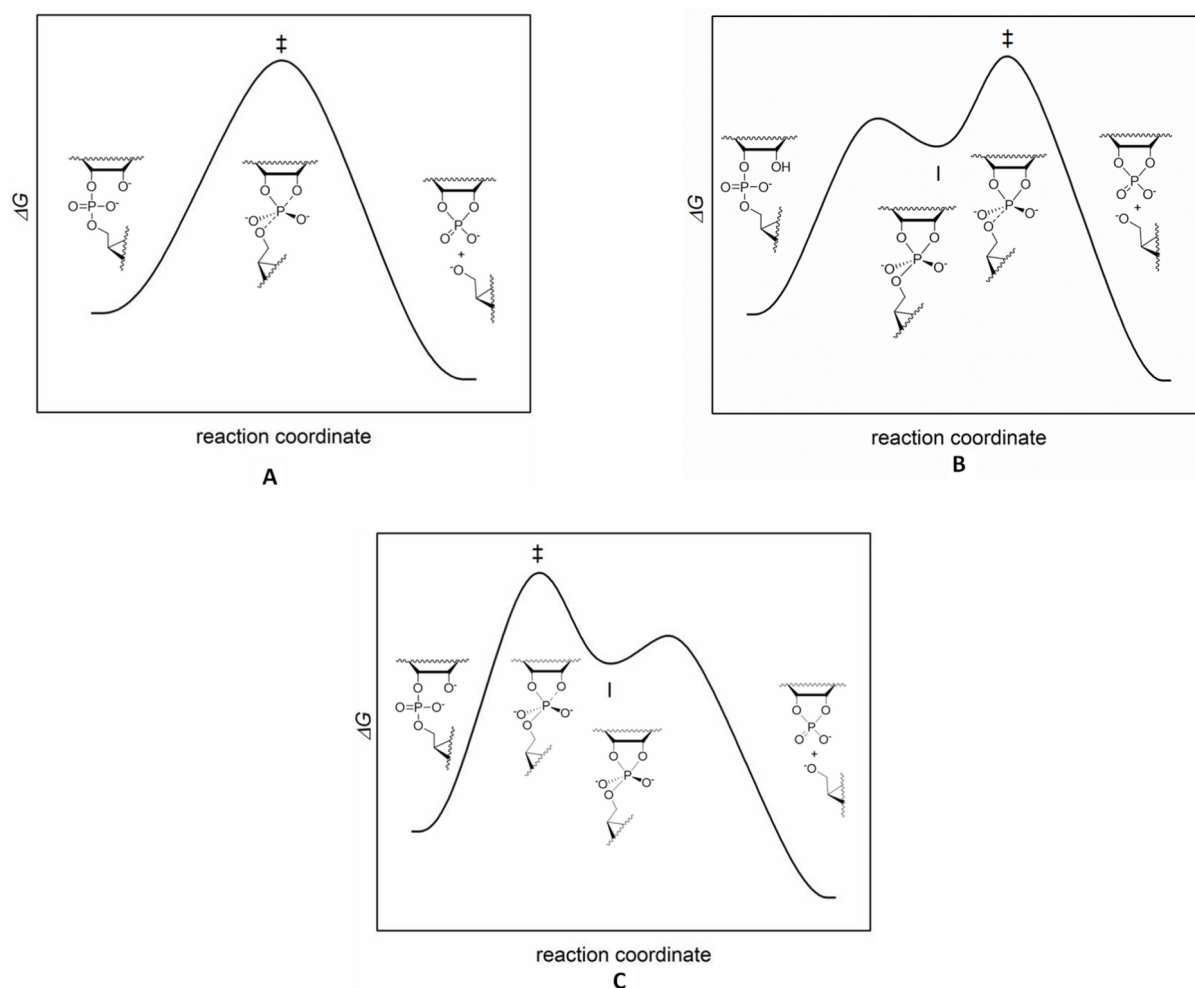 ‡
ΔG
O O-
O=P-O-
O
O O
-O P O-
O
O O
P
O O-
+
-O
reaction coordinate
A
‡
ΔG
O OH
O=P-O-
O
I
O O
-O P O-
O
O O
-O P O-
O
O O
P
O O-
+
-O
reaction coordinate
B
‡
ΔG
O O-
O=P-O-
O
O O
-O P O-
O
I
O O
-O P O-
O
O O
P
O O-
+
-O
reaction coordinate
C